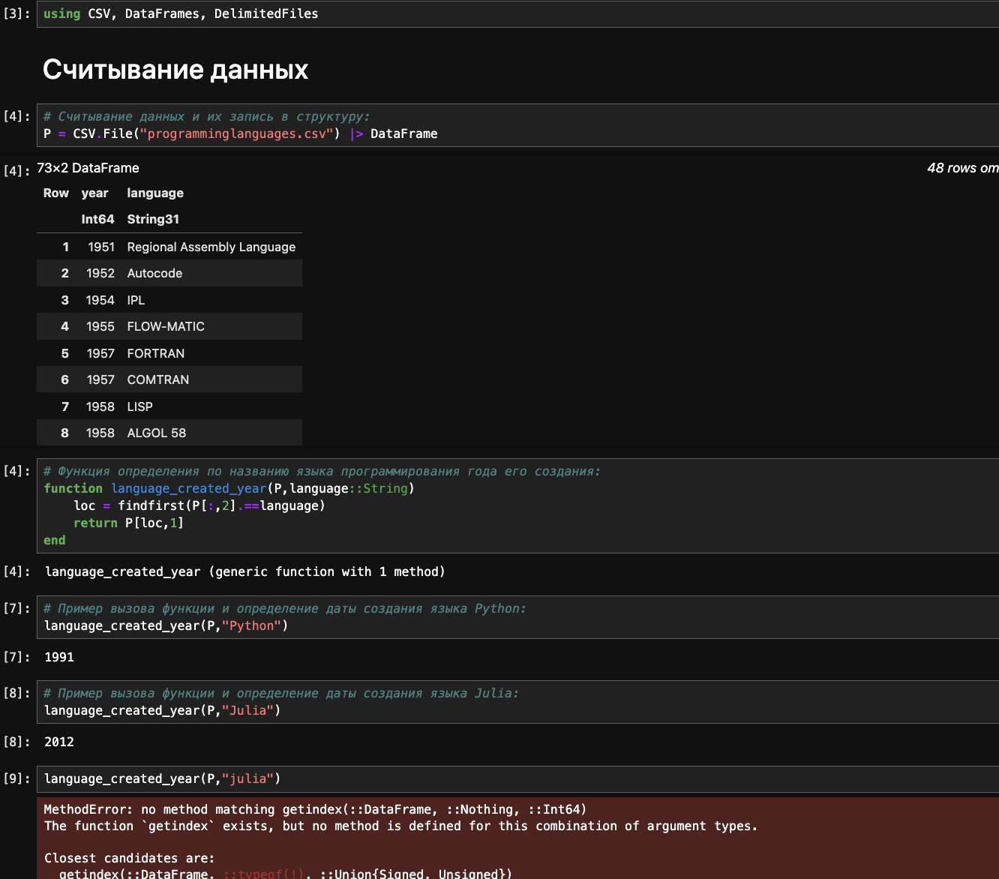 [3]: using CSV, DataFrames, DelimitedFiles
Считывание данных
[4]: # Считывание данных и их запись в структуру:
P = CSV.File("programminglanguages.csv") |> DataFrame
[4]: 73×2 DataFrame 48 rows om
Row year language
Int64 String31
1 1951 Regional Assembly Language
2 1952 Autocode
3 1954 IPL
4 1955 FLOW-MATIC
5 1957 FORTRAN
6 1957 COMTRAN
7 1958 LISP
8 1958 ALGOL 58
[4]: # Функция определения по названию языка программирования года его создания:
function language_created_year(P,language::String)
    loc = findfirst(P[:,2].==language)
    return P[loc,1]
end
[4]: language_created_year (generic function with 1 method)
[7]: # Пример вызова функции и определение даты создания языка Python:
language_created_year(P,"Python")
[7]: 1991
[8]: # Пример вызова функции и определение даты создания языка Julia:
language_created_year(P,"Julia")
[8]: 2012
[9]: language_created_year(P,"julia")
MethodError: no method matching getindex(::DataFrame, ::Nothing, ::Int64)
The function `getindex` exists, but no method is defined for this combination of argument types.
Closest candidates are:
  getindex(::DataFrame, ::typeof(!), ::Union{Signed, Unsigned})